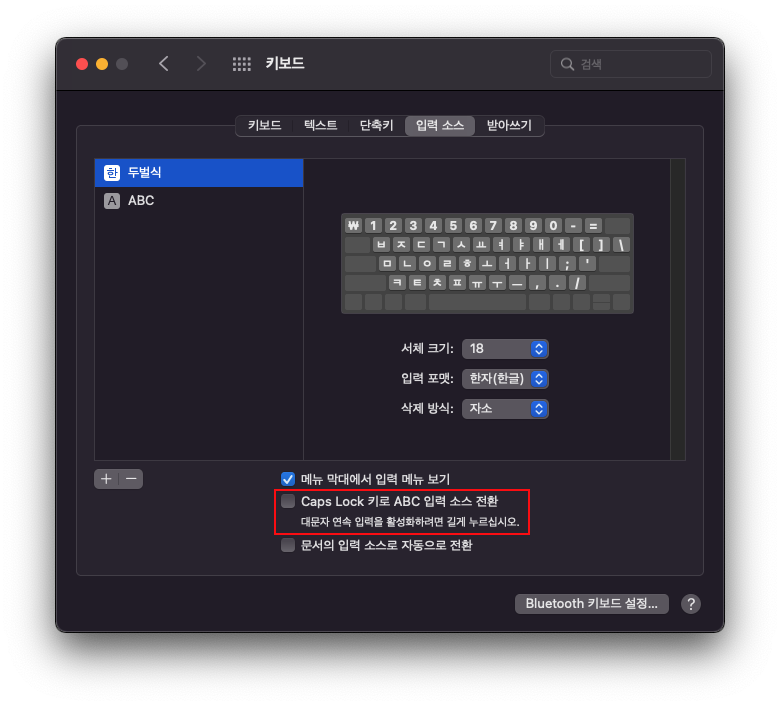 키보드
검색
키보드 텍스트 단축키 입력 소스 받아쓰기
한 두벌식
A ABC
₩ 1 2 3 4 5 6 7 8 9 0 - =
ㅂ ㅈ ㄷ ㄱ ㅅ ㅛ ㅕ ㅑ ㅐ ㅔ [ ] \
ㅁ ㄴ ㅇ ㄹ ㅎ ㅗ ㅓ ㅏ ㅣ ; '
ㅋ ㅌ ㅊ ㅍ ㅠ ㅜ ㅡ , . /
서체 크기: 18
입력 포맷: 한자(한글)
삭제 방식: 자소
메뉴 막대에서 입력 메뉴 보기
Caps Lock 키로 ABC 입력 소스 전환
대문자 연속 입력을 활성화하려면 길게 누르십시오.
문서의 입력 소스로 자동으로 전환
Bluetooth 키보드 설정... ?